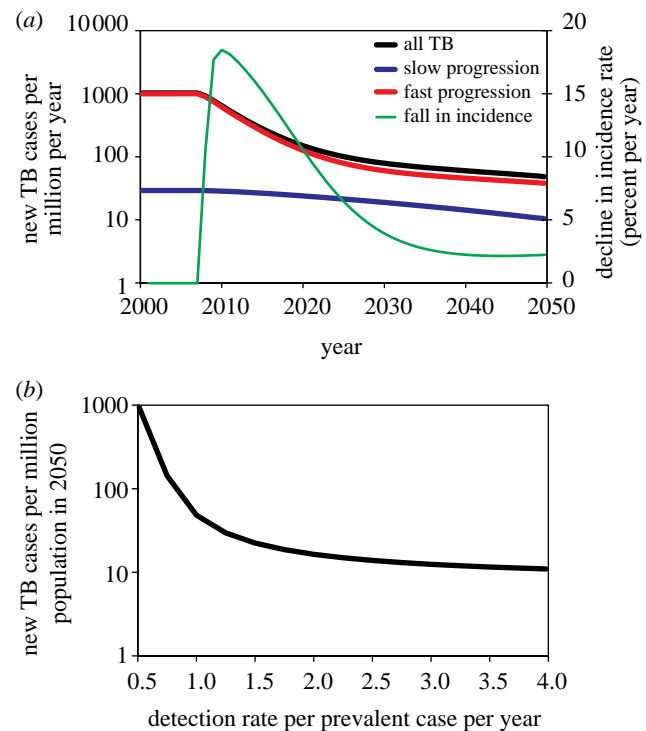 (a)
new TB cases per
million per year
10 000
1000
100
10
1
all TB
slow progression
fast progression
fall in incidence
20
15
10
5
0
decline in incidence rate
(percent per year)
2000 2010 2020 2030 2040 2050
year
(b)
new TB cases per million
population in 2050
1000
100
10
1
0.5 1.0 1.5 2.0 2.5 3.0 3.5 4.0
detection rate per prevalent case per year